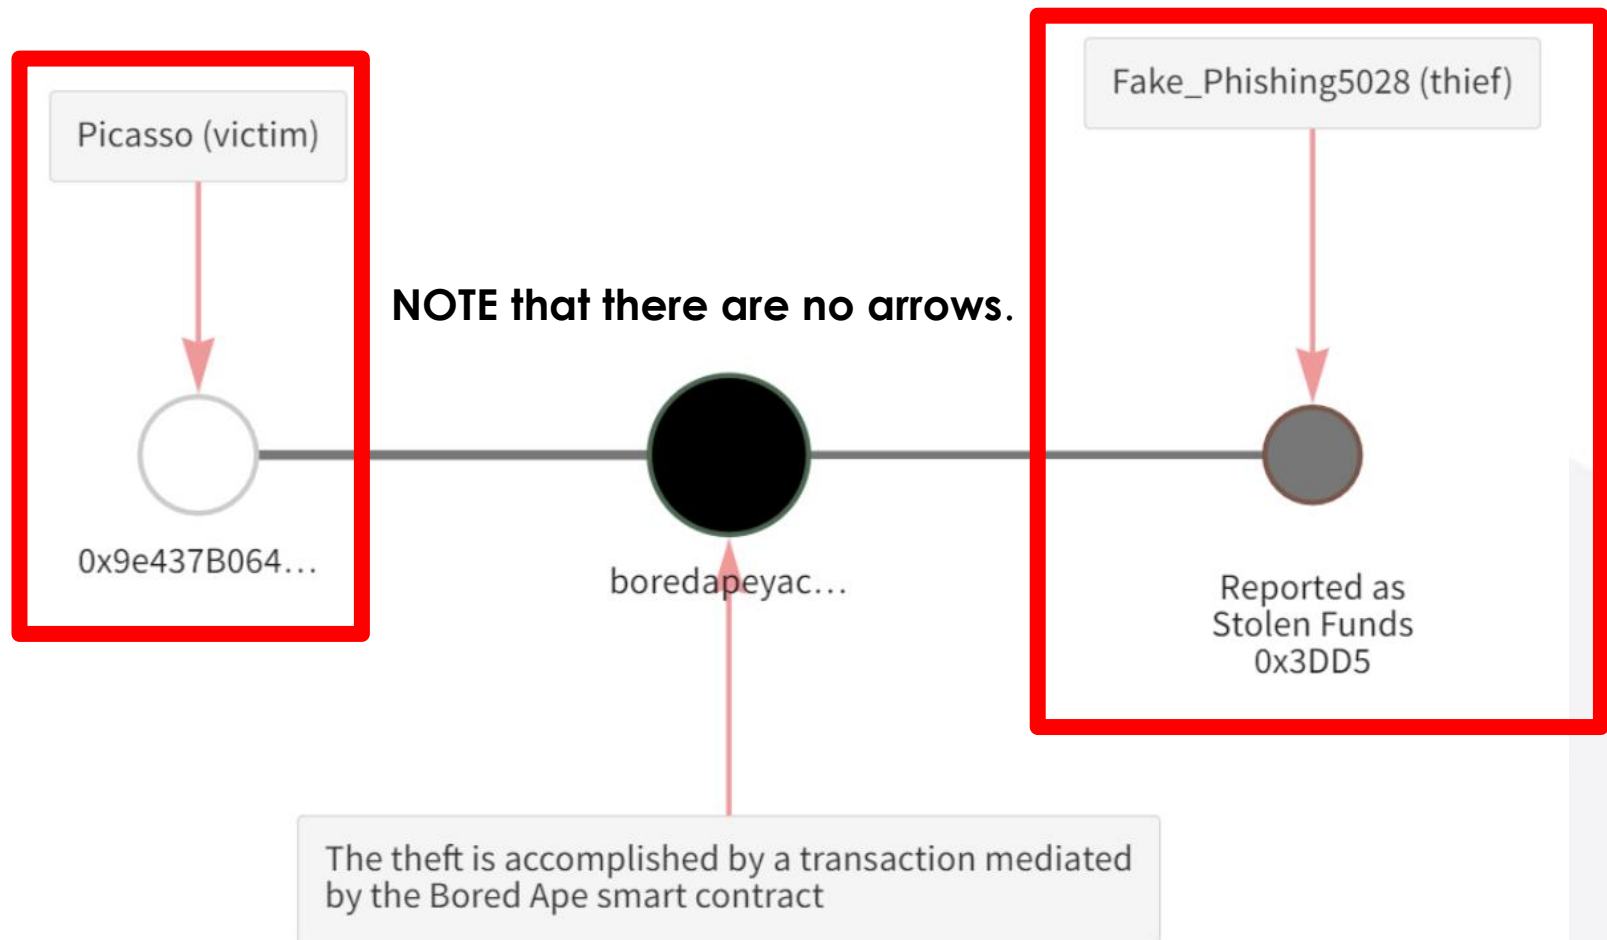 Picasso (victim)
Fake_Phishing5028 (thief)
NOTE that there are no arrows.
0x9e437B064…
boredapeyac…
Reported as
Stolen Funds
0x3DD5
The theft is accomplished by a transaction mediated
by the Bored Ape smart contract